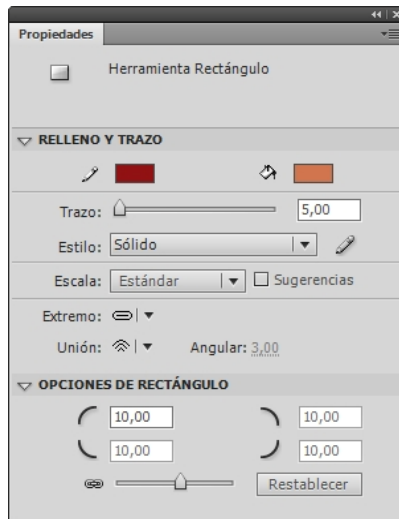 Propiedades
Herramienta Rectángulo
RELLENO Y TRAZO
Trazo: 5,00
Estilo: Sólido
Escala: Estándar Sugerencias
Extremo:
Unión: Angular: 3,00
OPCIONES DE RECTÁNGULO
10,00 10,00
10,00 10,00
Restablecer